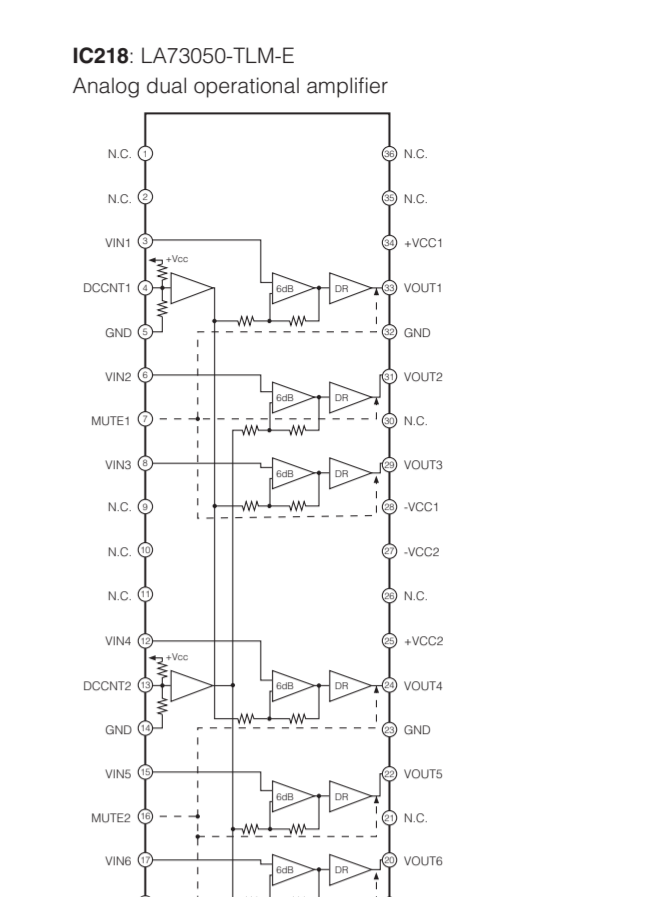 IC218: LA73050-TLM-E
Analog dual operational amplifier
N.C. 1 36 N.C.
N.C. 2 35 N.C.
VIN1 3 34 +VCC1
+Vcc
DCCNT1 4 6dB DR 33 VOUT1
GND 5 32 GND
VIN2 6 31 VOUT2
6dB DR
MUTE1 7 30 N.C.
VIN3 8 29 VOUT3
6dB DR
N.C. 9 28 -VCC1
N.C. 10 27 -VCC2
N.C. 11 26 N.C.
VIN4 12 25 +VCC2
+Vcc
DCCNT2 13 6dB DR 24 VOUT4
GND 14 23 GND
VIN5 15 22 VOUT5
6dB DR
MUTE2 16 21 N.C.
VIN6 17 20 VOUT6
6dB DR